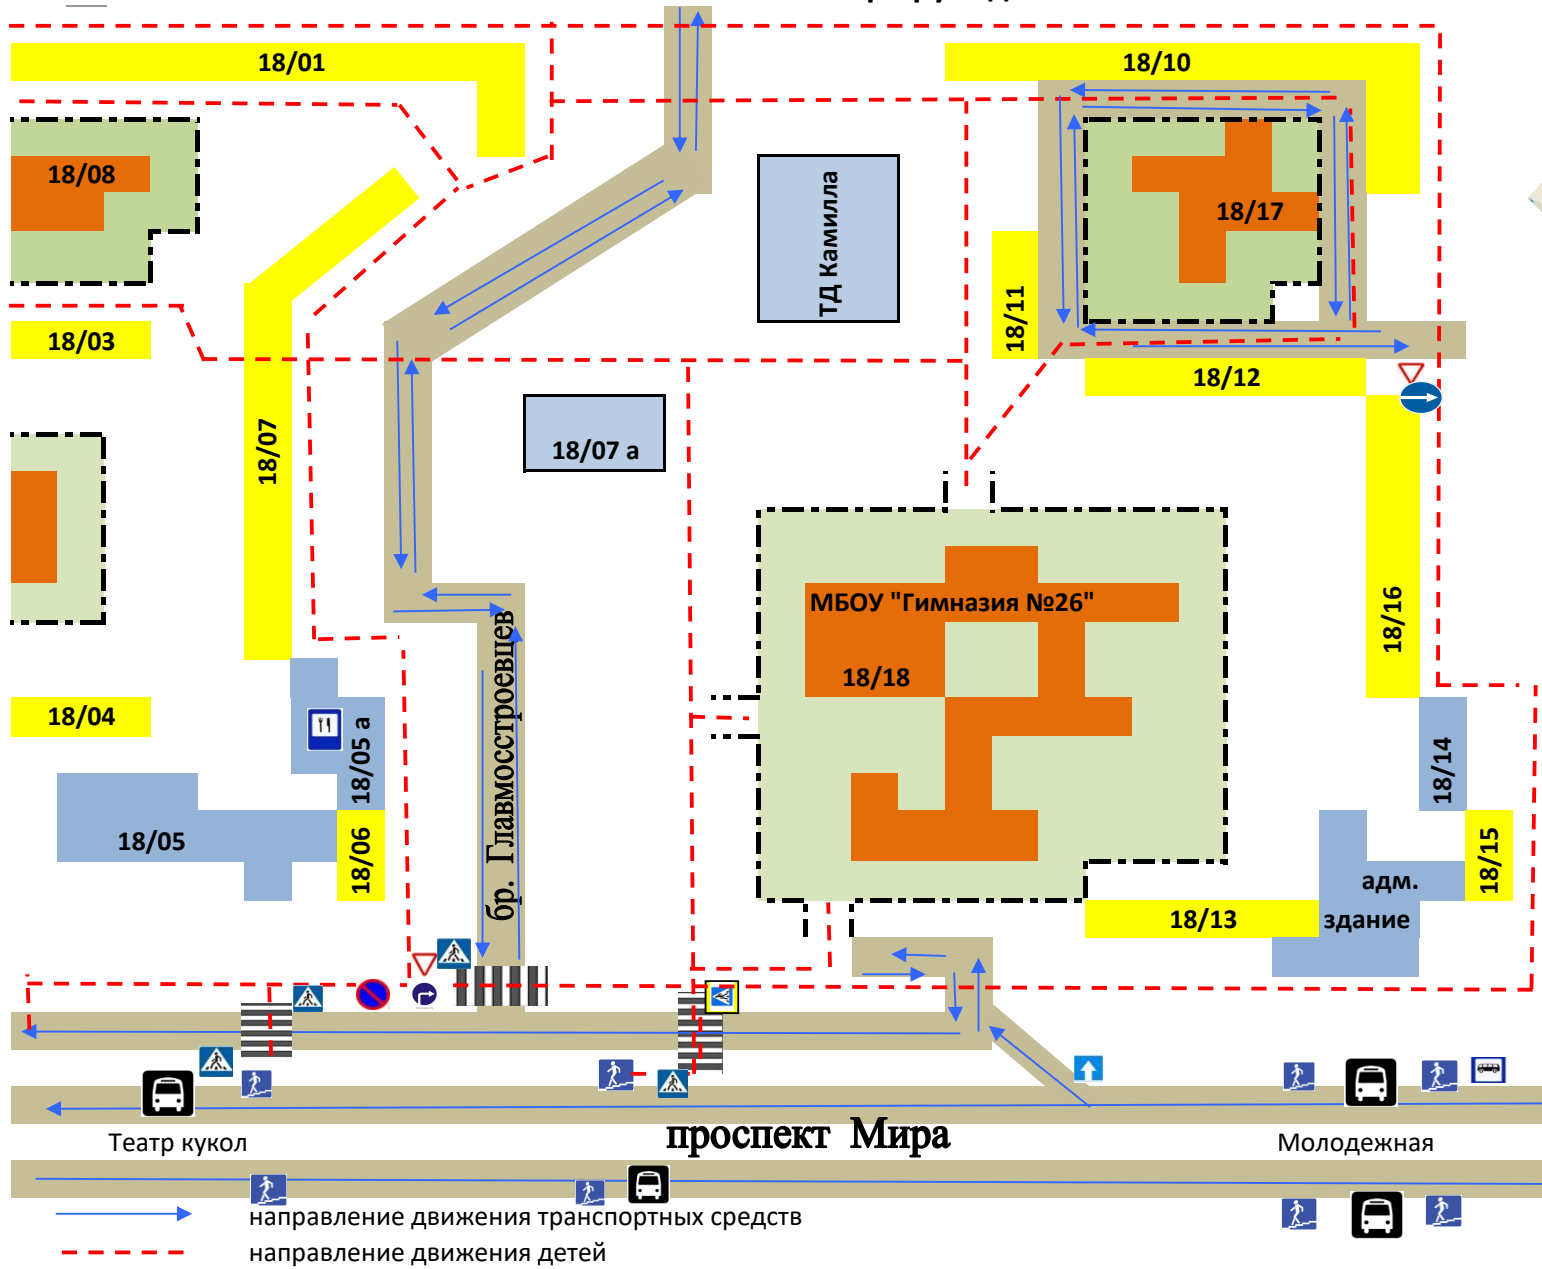 18/01
18/10
18/08
18/17
ТД Камилла
18/11
18/03
18/12
18/07
18/07 а
18/16
МБОУ "Гимназия №26"
18/18
18/04
18/05 а
18/14
бр. Главмосстроевцев
18/05
18/06
18/15
адм.
здание
18/13
проспект Мира
Театр кукол
Молодежная
направление движения транспортных средств
направление движения детей